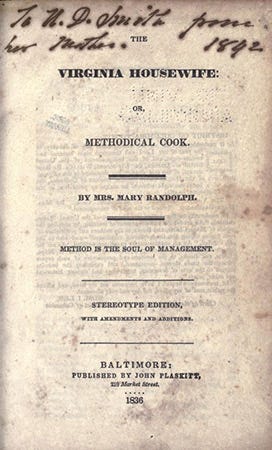 To N. D. Smith from
her Mother. 1892
THE
VIRGINIA HOUSEWIFE:
OR,
METHODICAL COOK.
BY MRS. MARY RANDOLPH.
METHOD IS THE SOUL OF MANAGEMENT.
STEREOTYPE EDITION,
WITH AMENDMENTS AND ADDITIONS.
BALTIMORE:
PUBLISHED BY JOHN PLASKITT,
218 Market Street.
1836